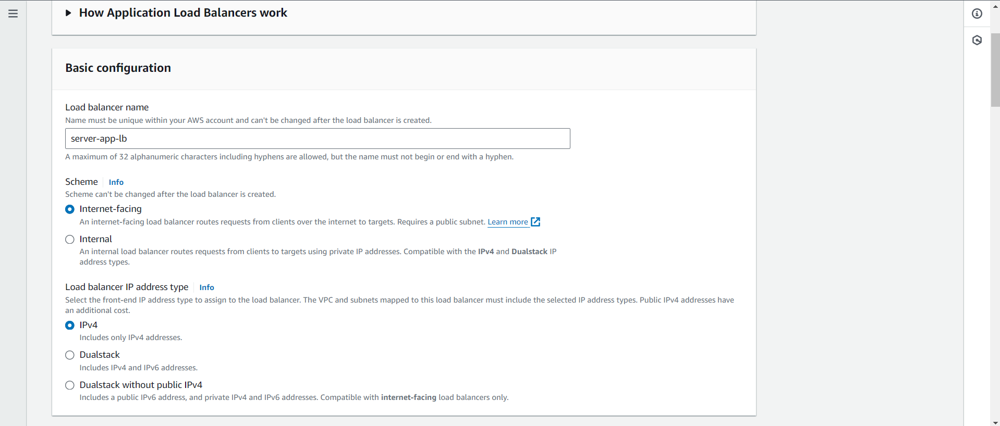 How Application Load Balancers work
Basic configuration
Load balancer name
Name must be unique within your AWS account and can't be changed after the load balancer is created.
server-app-lb
A maximum of 32 alphanumeric characters including hyphens are allowed, but the name must not begin or end with a hyphen.
Scheme Info
Scheme can't be changed after the load balancer is created.
Internet-facing
An internet-facing load balancer routes requests from clients over the internet to targets. Requires a public subnet. Learn more
Internal
An internal load balancer routes requests from clients to targets using private IP addresses. Compatible with the IPv4 and Dualstack IP
address types.
Load balancer IP address type Info
Select the front-end IP address type to assign to the load balancer. The VPC and subnets mapped to this load balancer must include the selected IP address types. Public IPv4 addresses have
an additional cost.
IPv4
Includes only IPv4 addresses.
Dualstack
Includes IPv4 and IPv6 addresses.
Dualstack without public IPv4
Includes a public IPv6 address, and private IPv4 and IPv6 addresses. Compatible with internet-facing load balancers only.